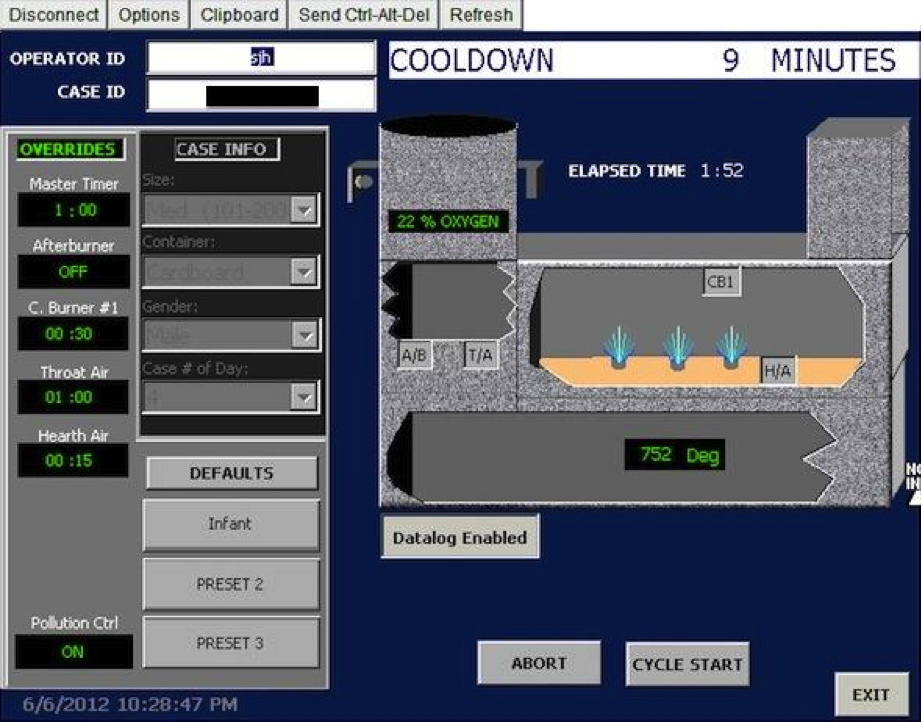 Disconnect Options Clipboard Send Ctrl-Alt-Del Refresh
OPERATOR ID sjh
COOLDOWN 9 MINUTES
CASE ID
OVERRIDES
CASE INFO
ELAPSED TIME 1:52
Master Timer
Size:
1 : 00
Med (101-200
22 % OXYGEN
Afterburner
Container:
OFF
Cardboard
CB1
C. Burner #1
Gender:
00 :30
Male
A/B T/A
Throat Air
Case # of Day:
H/A
01 :00
4
Hearth Air
00 :15
752 Deg
DEFAULTS
NO
IN
Infant
Datalog Enabled
PRESET 2
Pollution Ctrl
ON
PRESET 3
ABORT
CYCLE START
EXIT
6/6/2012 10:28:47 PM